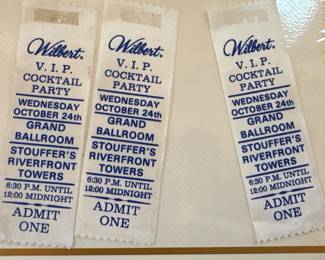 Wilbert.
V.I.P.
COCKTAIL
PARTY
WEDNESDAY
OCTOBER 24th
GRAND
BALLROOM
STOUFFER'S
RIVERFRONT
TOWERS
6:30 P.M. UNTIL
12:00 MIDNIGHT
ADMIT
ONE
Wilbert.
V.I.P.
COCKTAIL
PARTY
WEDNESDAY
OCTOBER 24th
GRAND
BALLROOM
STOUFFER'S
RIVERFRONT
TOWERS
6:30 P.M. UNTIL
12:00 MIDNIGHT
ADMIT
ONE
Wilbert.
V.I.P.
COCKTAIL
PARTY
WEDNESDAY
OCTOBER 24th
GRAND
BALLROOM
STOUFFER'S
RIVERFRONT
TOWERS
6:30 P.M. UNTIL
12:00 MIDNIGHT
ADMIT
ONE